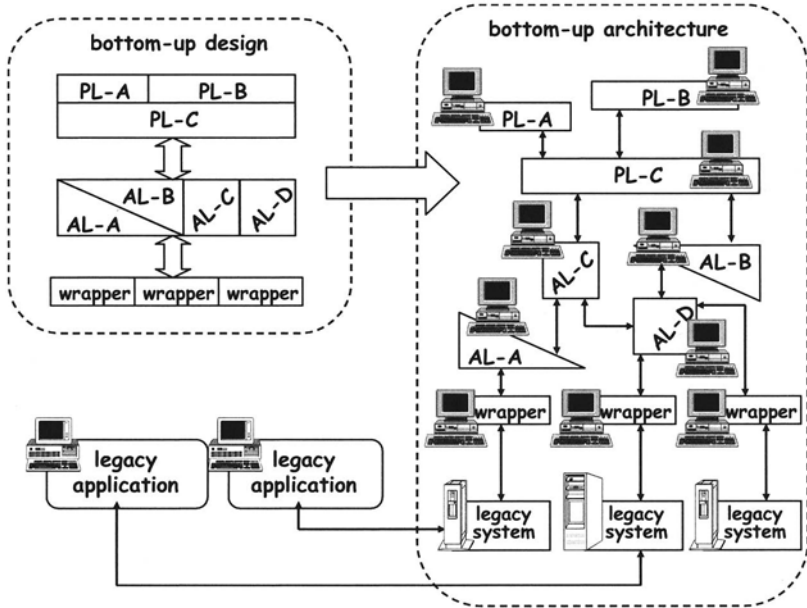 bottom-up design
PL-A
PL-B
PL-C
AL-B
AL-A
AL-C
AL-D
wrapper
wrapper
wrapper
bottom-up architecture
PL-A
PL-B
PL-C
AL-C
AL-B
AL-D
AL-A
wrapper
wrapper
wrapper
legacy
application
legacy
application
legacy
system
legacy
system
legacy
system